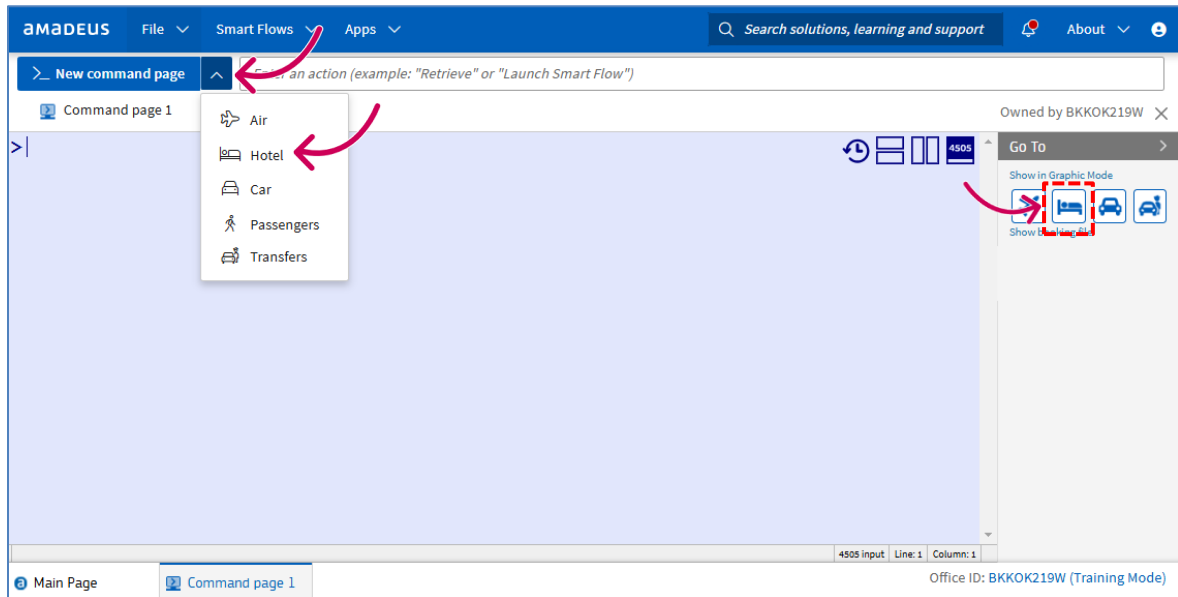 amadeus File Smart Flows Apps Search solutions, learning and support About
>_ New command page Enter an action (example: "Retrieve" or "Launch Smart Flow")
Command page 1 Owned by BKKOK219W
Air
Hotel
Car
Passengers
Transfers
>
4505
Go To
Show in Graphic Mode
Show booking file
4505 input Line: 1 Column: 1
Main Page Command page 1 Office ID: BKKOK219W (Training Mode)